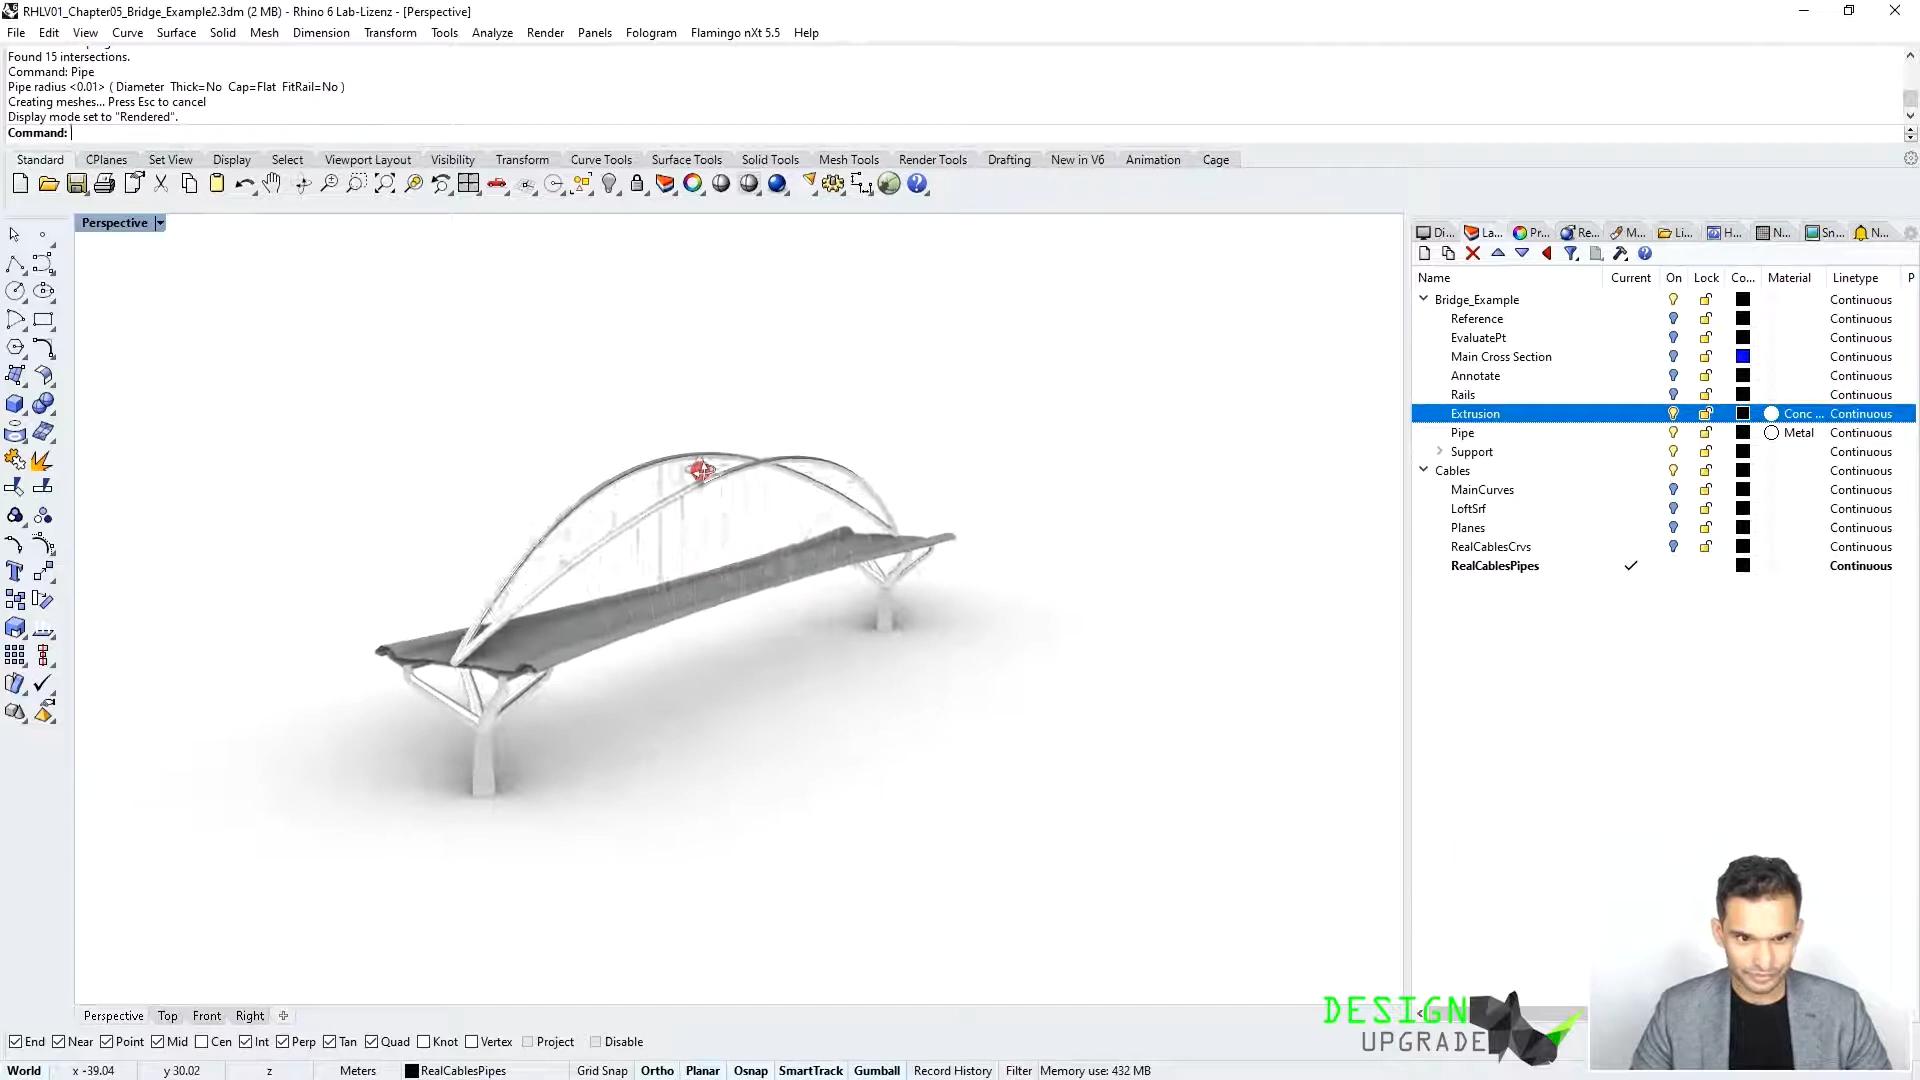 RHLV01_Chapter05_Bridge_Example2.3dm (2 MB) - Rhino 6 Lab-Lizenz - [Perspective]
File Edit View Curve Surface Solid Mesh Dimension Transform Tools Analyze Render Panels Fologram Flamingo nXt 5.5 Help
Found 15 intersections.
Command: Pipe
Pipe radius <0.01> ( Diameter Thick=No Cap=Flat FitRail=No )
Creating meshes... Press Esc to cancel
Display mode set to "Rendered".
Command:
Standard CPlanes Set View Display Select Viewport Layout Visibility Transform Curve Tools Surface Tools Solid Tools Mesh Tools Render Tools Drafting New in V6 Animation Cage
Perspective
Di... La... Pr... Re... M... Li... H... N... Sn... N...
Name Current On Lock Co... Material Linetype P
Bridge_Example Continuous
Reference Continuous
EvaluatePt Continuous
Main Cross Section Continuous
Annotate Continuous
Rails Continuous
Extrusion Conc ... Continuous
Pipe Metal Continuous
Support Continuous
Cables Continuous
MainCurves Continuous
LoftSrf Continuous
Planes Continuous
RealCablesCrvs Continuous
RealCablesPipes Continuous
DESIGN
UPGRADE
Perspective Top Front Right
End Near Point Mid Cen Int Perp Tan Quad Knot Vertex Project Disable
World x -39.04 y 30.02 z Meters RealCablesPipes Grid Snap Ortho Planar Osnap SmartTrack Gumball Record History Filter Memory use: 432 MB